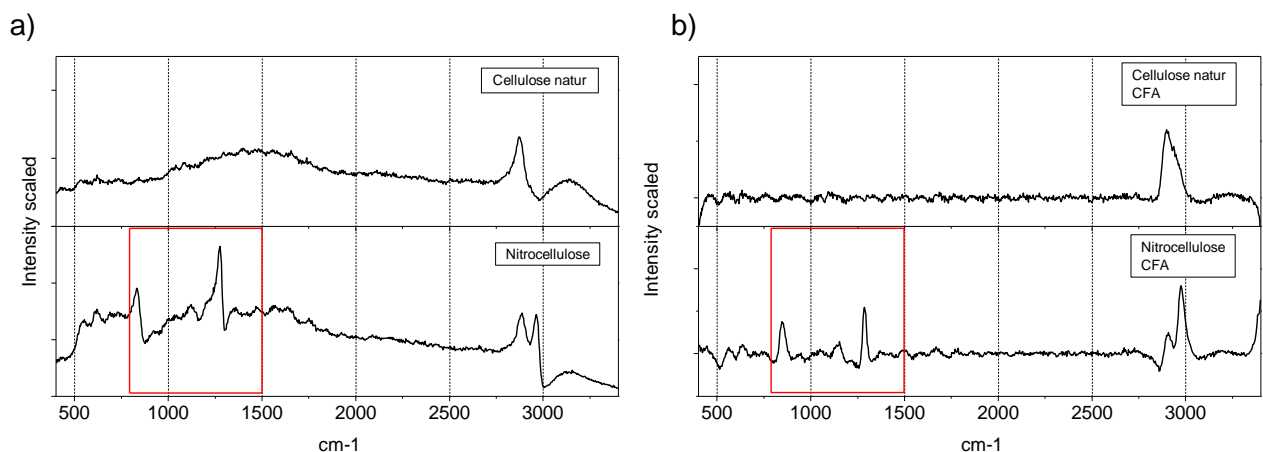 a)
Cellulose natur
Nitrocellulose
Intensity scaled
500 1000 1500 2000 2500 3000
cm-1
b)
Cellulose natur
CFA
Nitrocellulose
CFA
Intensity scaled
500 1000 1500 2000 2500 3000
cm-1